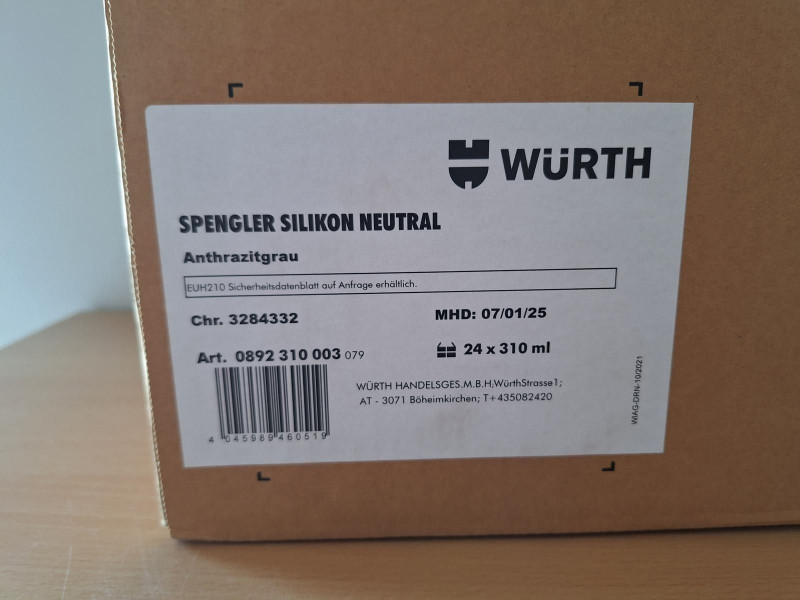 WÜRTH
SPENGLER SILIKON NEUTRAL
Anthrazitgrau
EUH210 Sicherheitsdatenblatt auf Anfrage erhältlich.
Chr. 3284332
MHD: 07/01/25
Art. 0892 310 003 079
24 x 310 ml
WÜRTH HANDELSGES.M.B.H,WürthStrasse1;
AT - 3071 Böheimkirchen; T+435082420
4 045989 460519
WIAG-DRN-10/2021